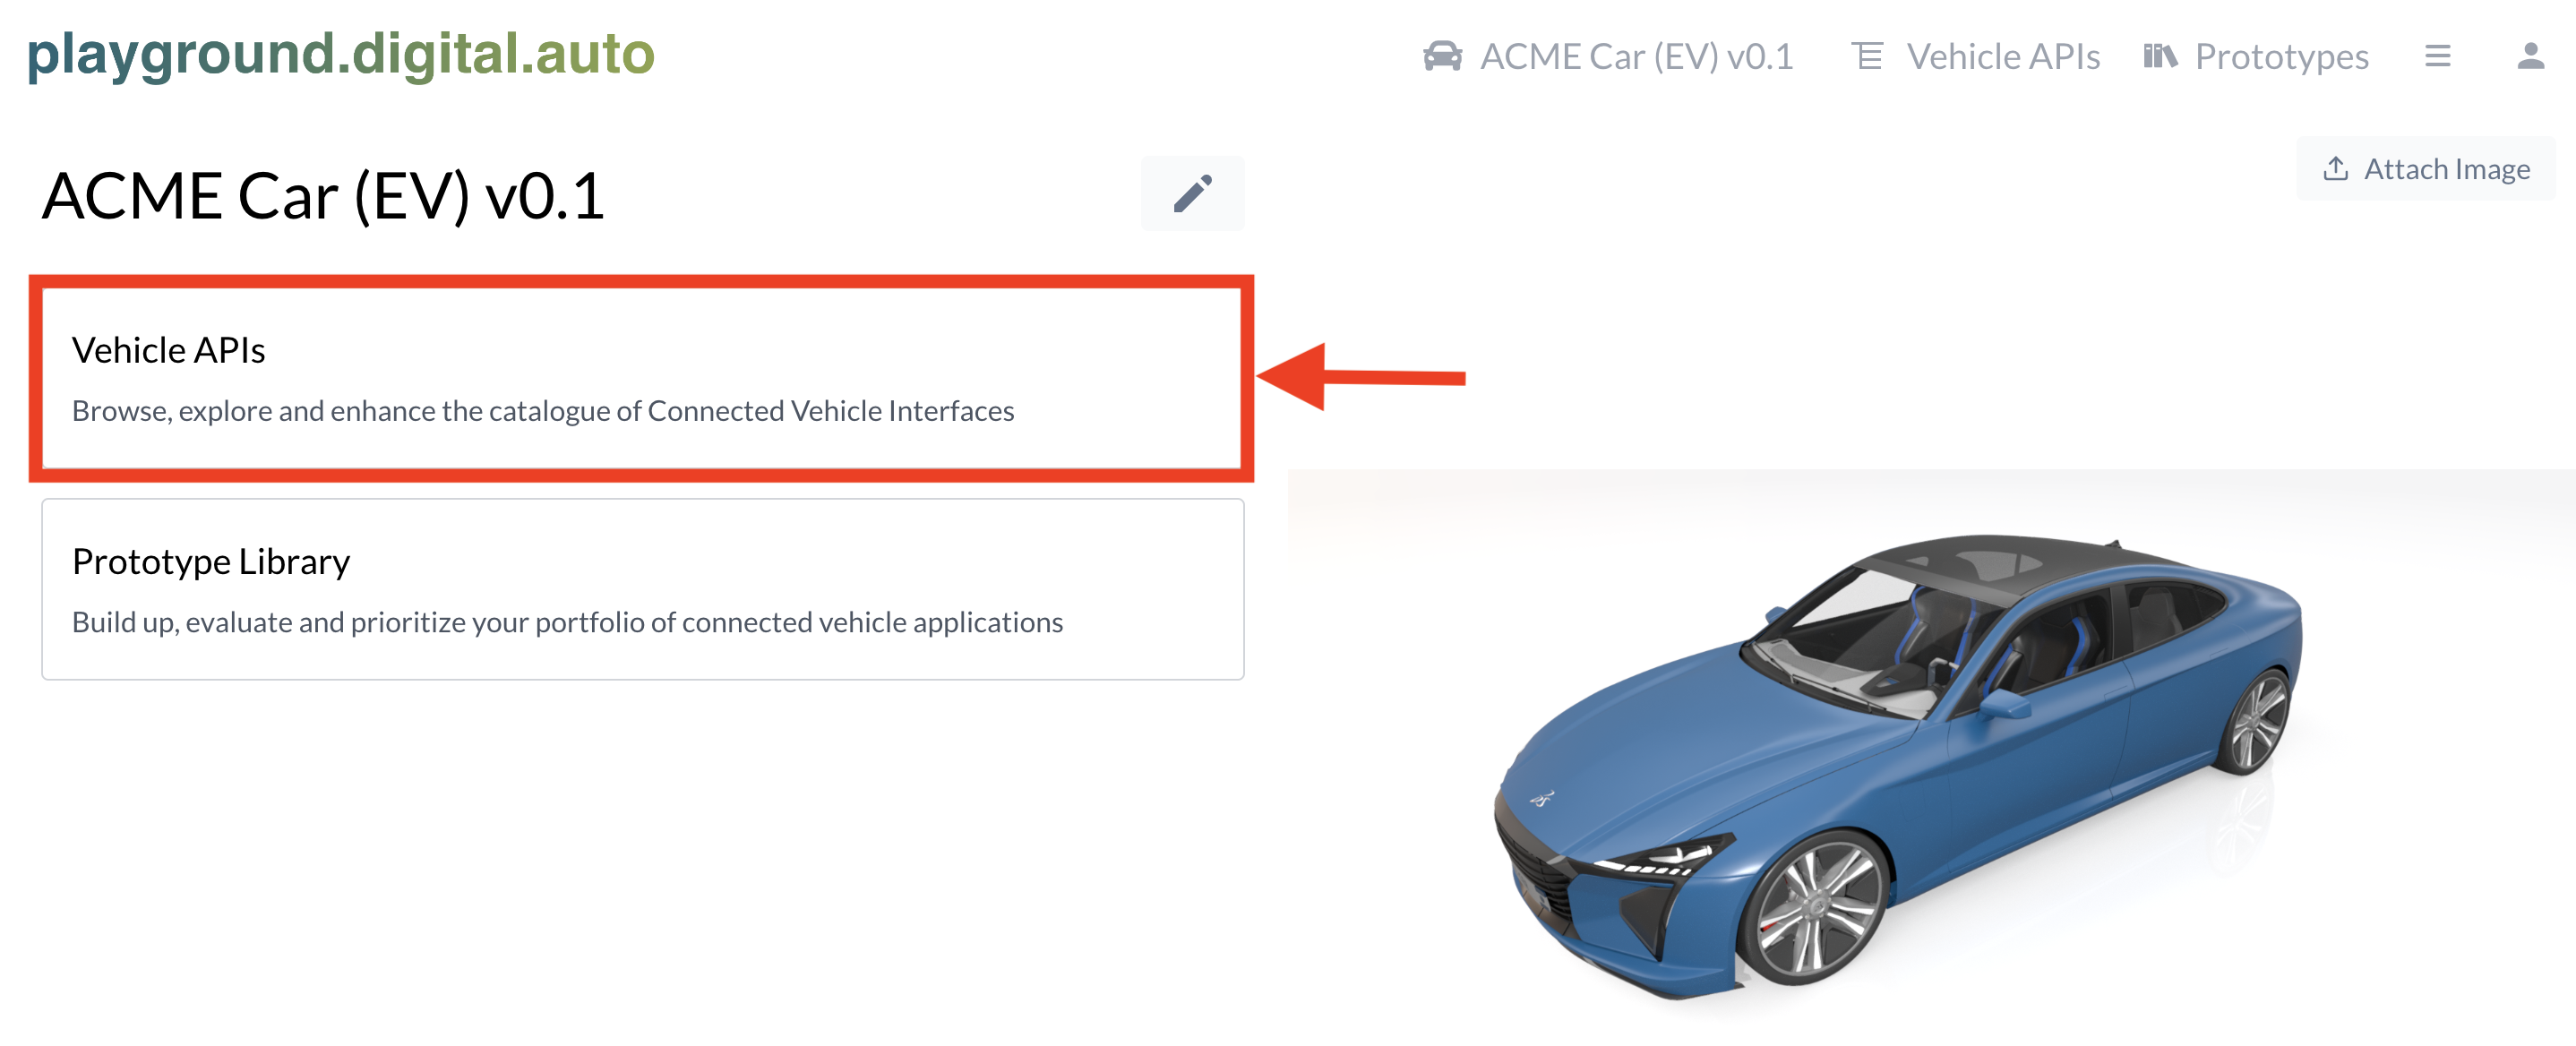 playground.digital.auto
ACME Car (EV) v0.1
Vehicle APIs
Prototypes
ACME Car (EV) v0.1
Attach Image
Vehicle APIs
Browse, explore and enhance the catalogue of Connected Vehicle Interfaces
Prototype Library
Build up, evaluate and prioritize your portfolio of connected vehicle applications